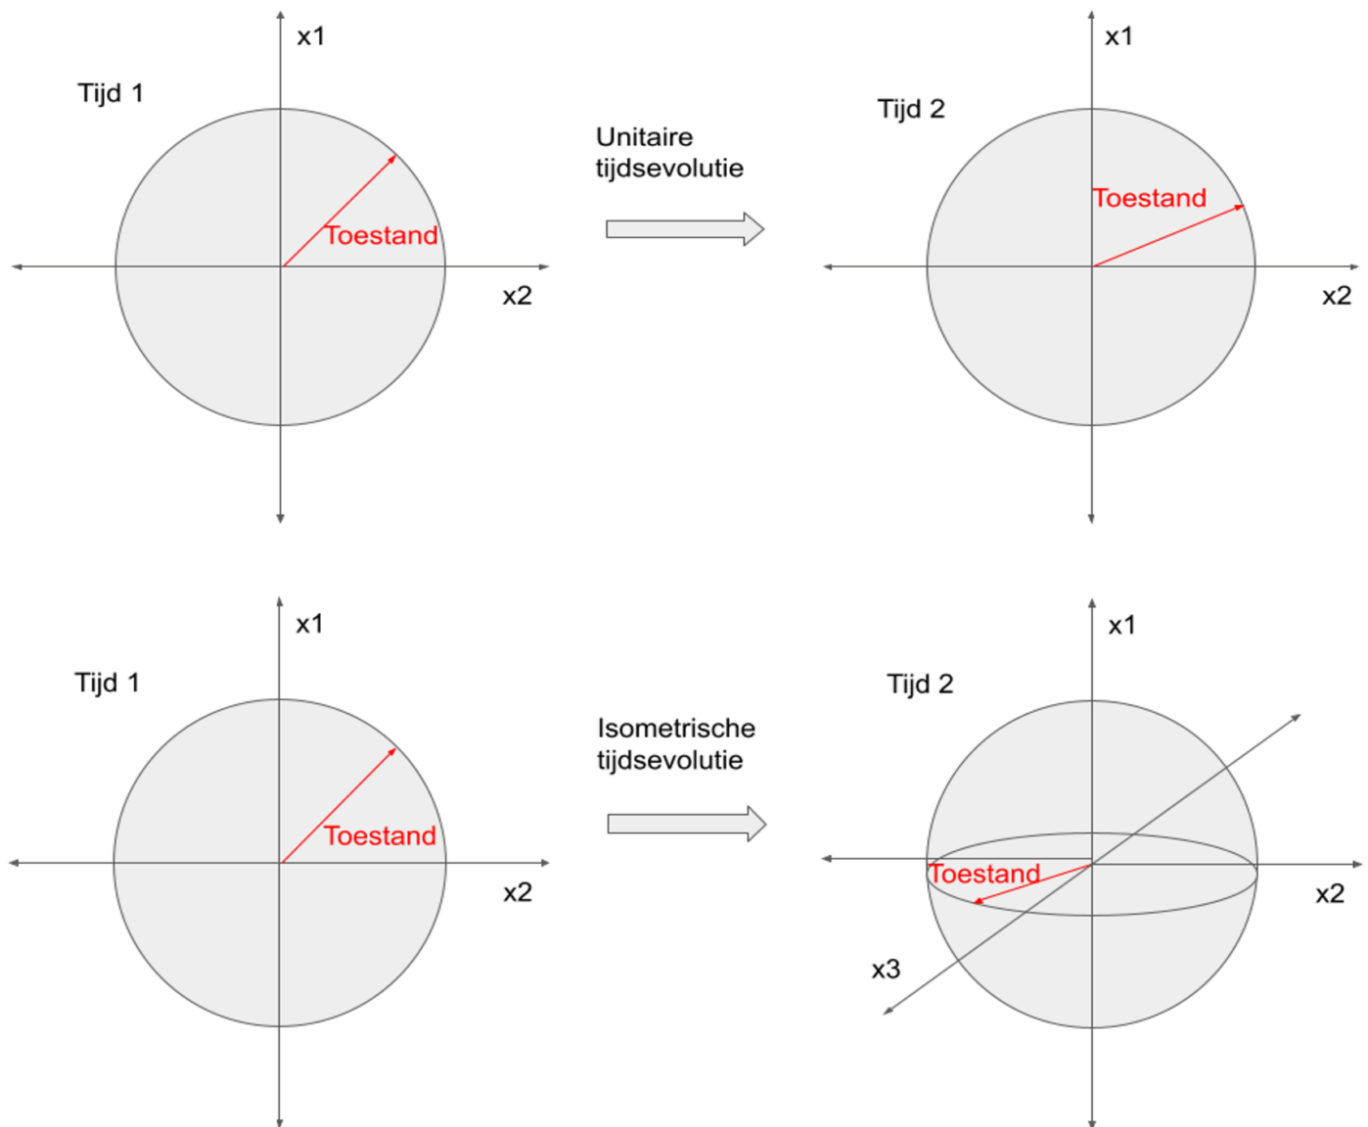 x1
Tijd 1
Toestand
x2
Unitaire
tijdsevolutie
x1
Tijd 2
Toestand
x2
x1
Tijd 1
Toestand
x2
Isometrische
tijdsevolutie
x1
Tijd 2
Toestand
x2
x3